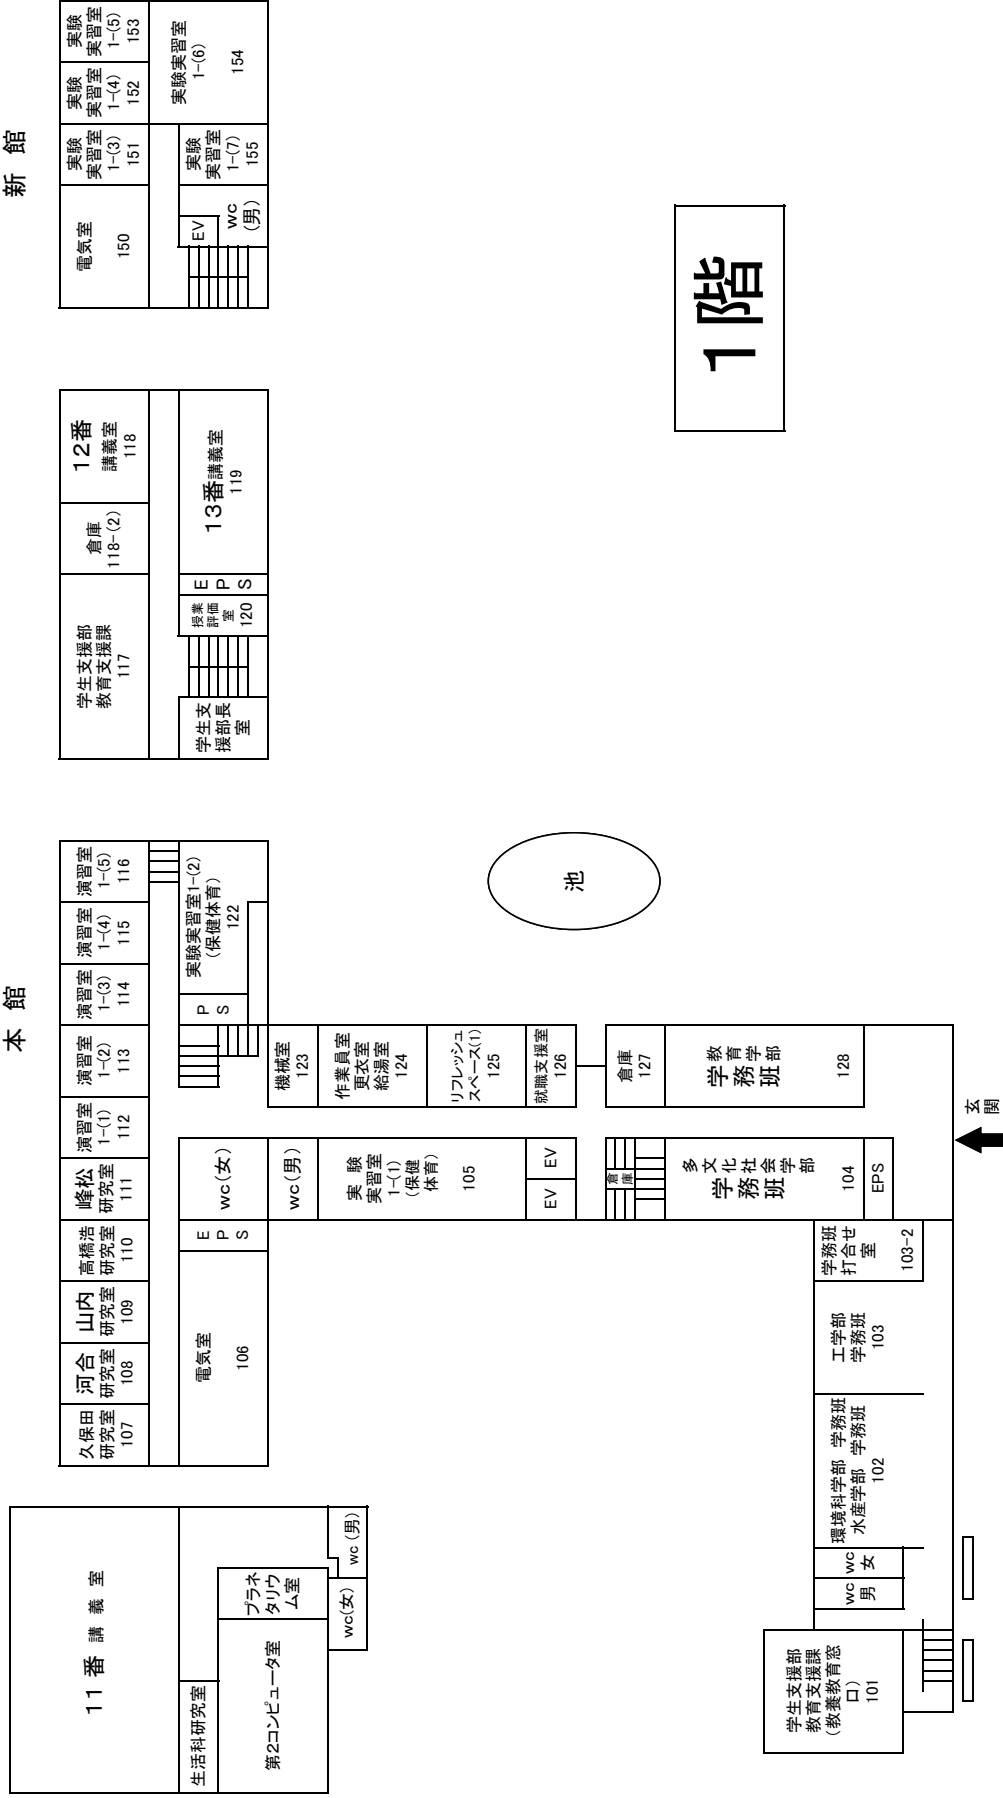 1階
新 館
本 館
電気室
150
実験
実習室
1-(3)
151
実験
実習室
1-(4)
152
実験
実習室
1-(5)
153
実験実習室
1-(6)
154
実験
実習室
1-(7)
155
EV
wc
(男)
学生支援部
教育支援課
117
倉庫
118-(2)
12番
講義室
118
学生支
援部長
室
授業
評価
室
120
E
P
S
13番講義室
119
久保田
研究室
107
河合
研究室
108
山内
研究室
109
高橋浩
研究室
110
峰松
研究室
111
演習室
1-(1)
112
演習室
1-(2)
113
演習室
1-(3)
114
演習室
1-(4)
115
演習室
1-(5)
116
電気室
106
E
P
S
wc(女)
P
S
実験実習室1-(2)
(保健体育)
122
wc(男)
機械室
123
実 験
実習室
1-(1)
(保健
体育)
105
作業員室
更衣室
給湯室
124
リフレッシュ
スペース(1)
125
EV
EV
就職支援室
126
倉
庫
倉庫
127
多文化社会学部
学務班
104
教育学部
学務班
128
EPS
池
玄
関
11 番 講 義 室
生活科研究室
第2コンピュータ室
プラネ
タリウ
ム室
wc(女)
wc (男)
学生支援部
教育支援課
(教養教育窓
口)
101
wc
男
wc
女
環境科学部 学務班
水産学部 学務班
102
工学部
学務班
103
学務班
打合せ
室
103-2